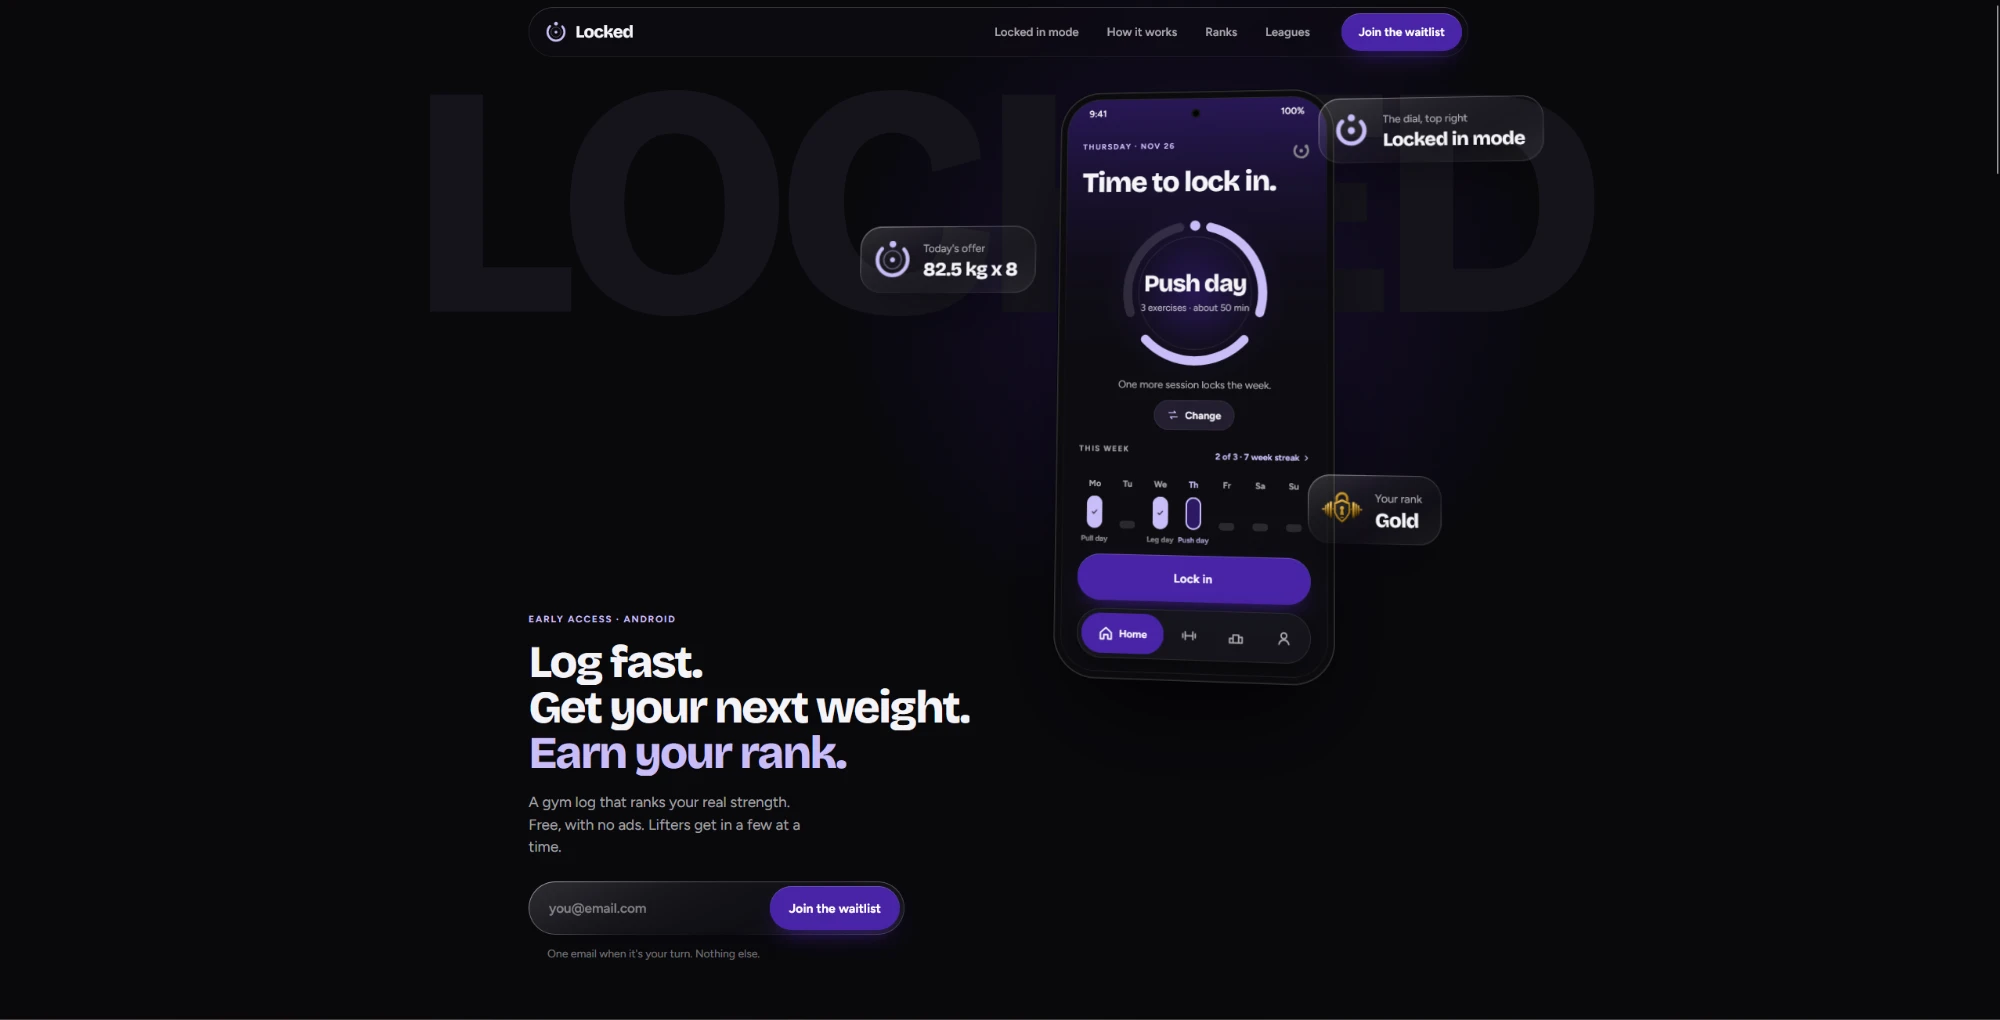 Locked
Locked in mode
How it works
Ranks
Leagues
Join the waitlist
LOCKED
9:41
100%
THURSDAY · NOV 26
Time to lock in.
The dial, top right
Locked in mode
Today's offer
82.5 kg x 8
Push day
3 exercises · about 50 min
One more session locks the week.
Change
THIS WEEK
2 of 3 · 7 week streak >
Mo Tu We Th Fr Sa Su
Pull day Leg day Push day
Your rank
Gold
Lock in
Home
EARLY ACCESS · ANDROID
Log fast.
Get your next weight.
Earn your rank.
A gym log that ranks your real strength.
Free, with no ads. Lifters get in a few at a
time.
you@email.com
Join the waitlist
One email when it's your turn. Nothing else.